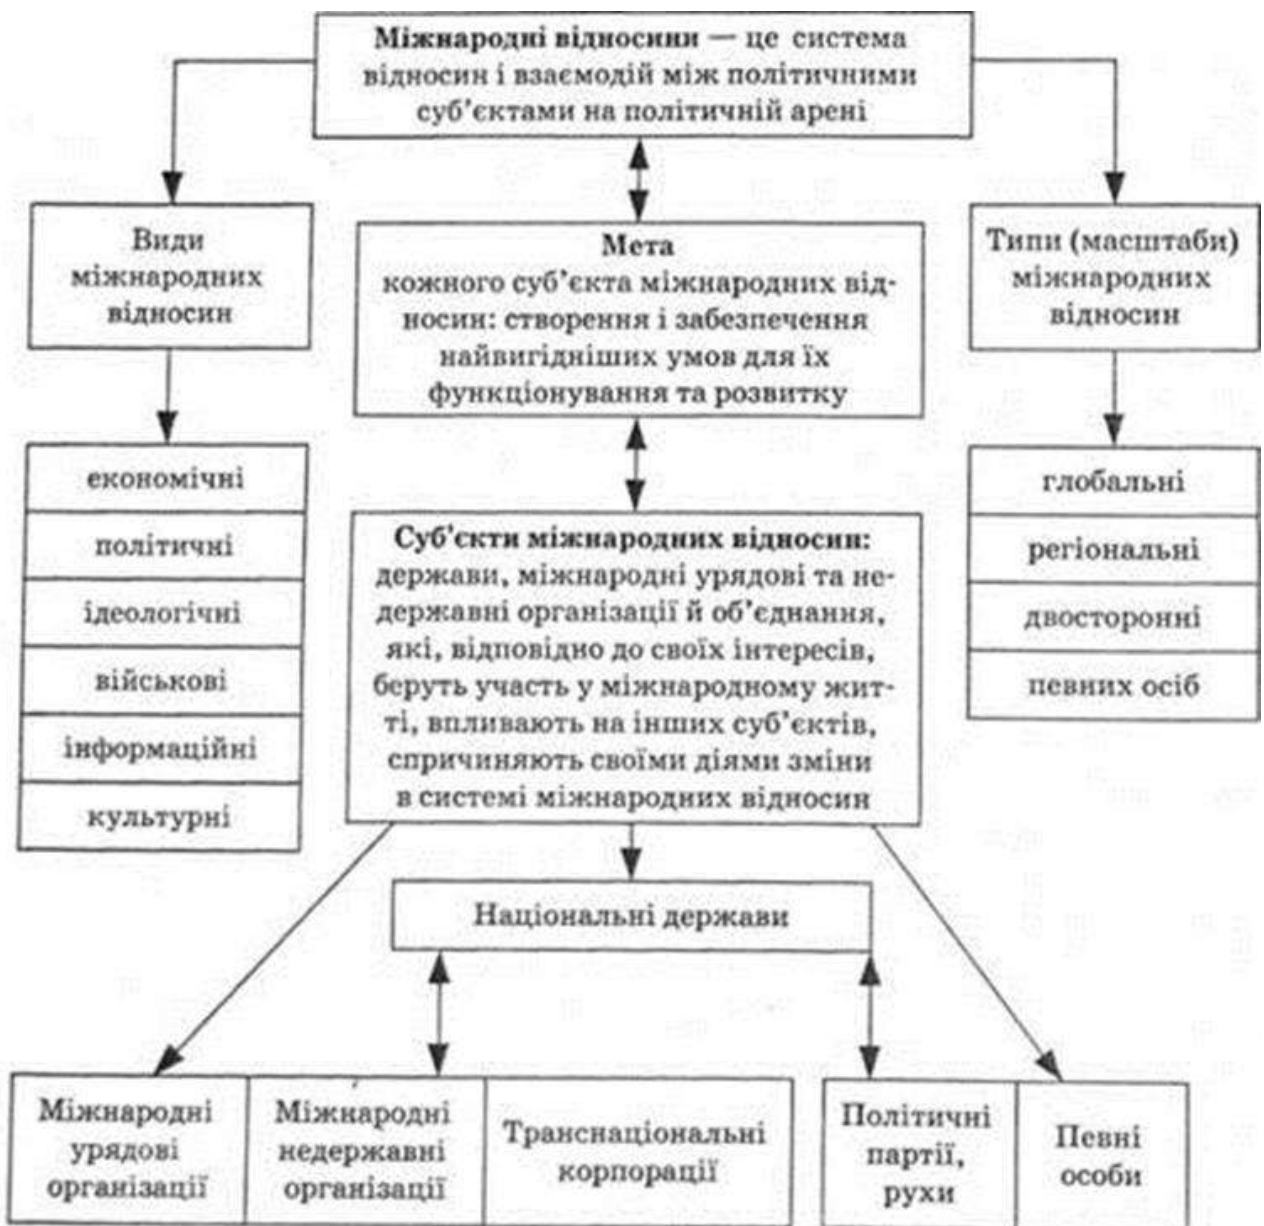 Міжнародні відносини — це система
відносин і взаємодій між політичними
суб’єктами на політичній арені
Види
міжнародних
відносин
Мета
кожного суб’єкта міжнародних від-
носин: створення і забезпечення
найвигідніших умов для їх
функціонування та розвитку
Типи (масштаби)
міжнародних
відносин
економічні
політичні
ідеологічні
військові
інформаційні
культурні
Суб’єкти міжнародних відносин:
держави, міжнародні урядові та не-
державні організації й об’єднання,
які, відповідно до своїх інтересів,
беруть участь у міжнародному жит-
ті, впливають на інших суб’єктів,
спричиняють своїми діями зміни
в системі міжнародних відносин
глобальні
регіональні
двосторонні
певних осіб
Національні держави
Міжнародні
урядові
організації
Міжнародні
недержавні
організації
Транснаціональні
корпорації
Політичні
партії,
рухи
Певні
особи